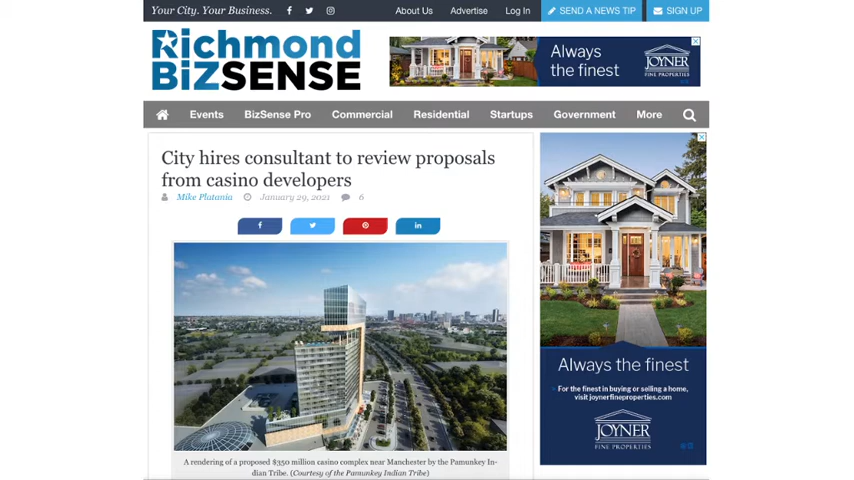 Your City. Your Business.
About Us
Advertise
Log In
SEND A NEWS TIP
SIGN UP
Richmond
BIZSENSE
Always
the finest
JOYNER
FINE PROPERTIES
Events
BizSense Pro
Commercial
Residential
Startups
Government
More
City hires consultant to review proposals
from casino developers
Mike Platania
January 29, 2021
6
A rendering of a proposed $350 million casino complex near Manchester by the Pamunkey In-
dian Tribe. (Courtesy of the Pamunkey Indian Tribe)
Always the finest
For the finest in buying or selling a home,
visit joynerfineproperties.com
JOYNER
FINE PROPERTIES